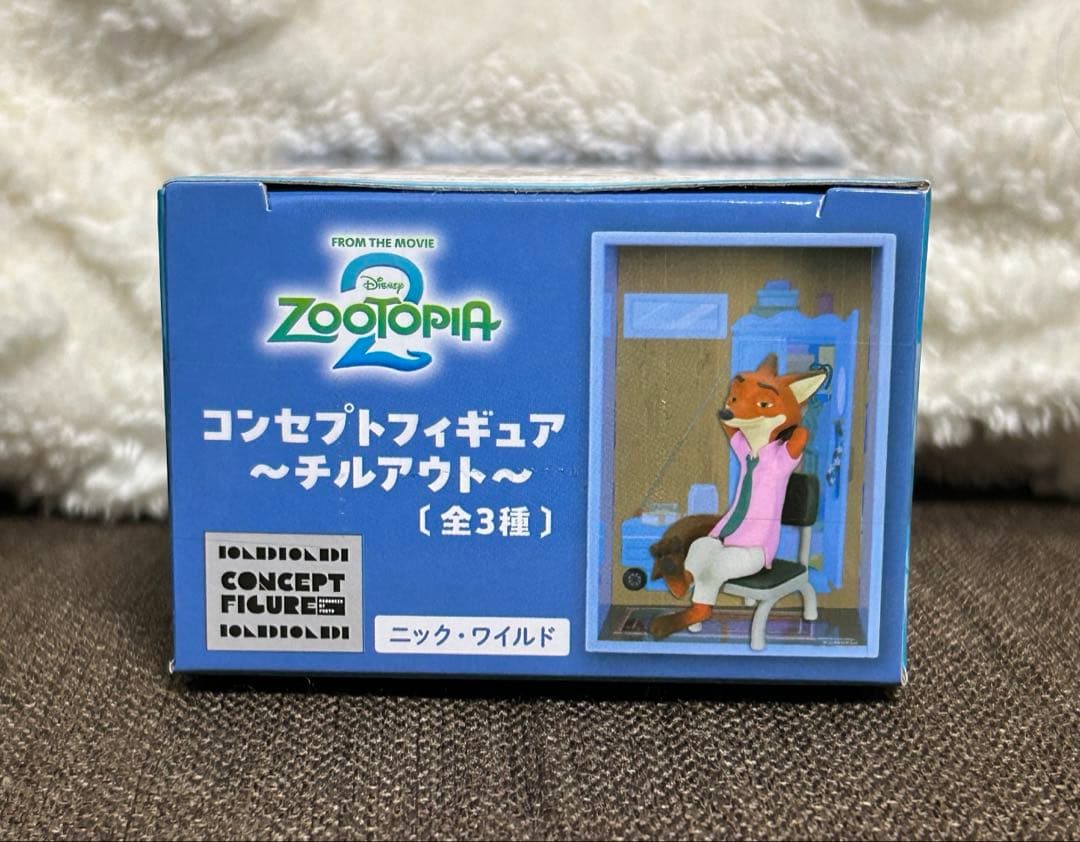 FROM THE MOVIE
Disney
ZOOTOPIA
2
コンセプトフィギュア
〜チルアウト〜
〔全3種〕
CONCEPT
FIGURE
ニック・ワイルド